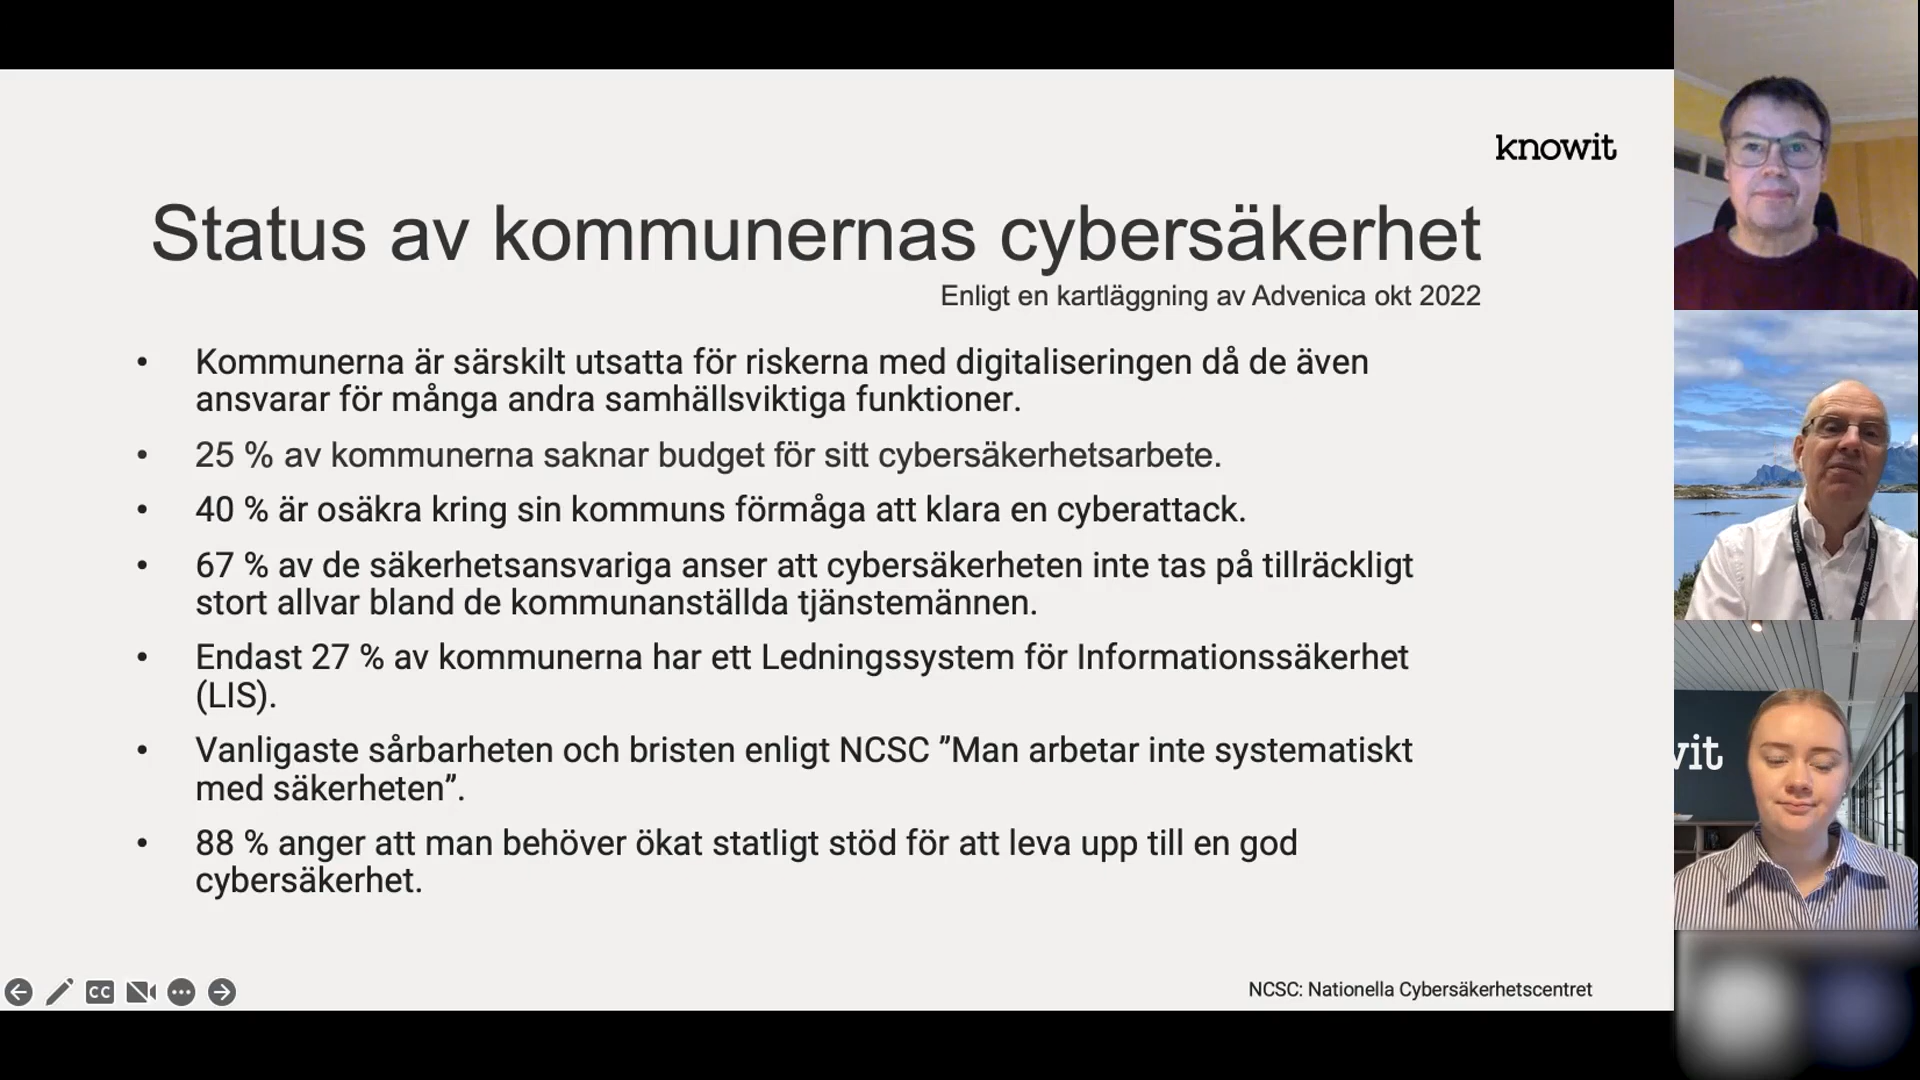 knowit
Status av kommunernas cybersäkerhet
Enligt en kartläggning av Advenica okt 2022
• Kommunerna är särskilt utsatta för riskerna med digitaliseringen då de även
ansvarar för många andra samhällsviktiga funktioner.
• 25 % av kommunerna saknar budget för sitt cybersäkerhetsarbete.
• 40 % är osäkra kring sin kommuns förmåga att klara en cyberattack.
• 67 % av de säkerhetsansvariga anser att cybersäkerheten inte tas på tillräckligt
stort allvar bland de kommunanställda tjänstemännen.
• Endast 27 % av kommunerna har ett Ledningssystem för Informationssäkerhet
(LIS).
• Vanligaste sårbarheten och bristen enligt NCSC ”Man arbetar inte systematiskt
med säkerheten”.
• 88 % anger att man behöver ökat statligt stöd för att leva upp till en god
cybersäkerhet.
CC
NCSC: Nationella Cybersäkerhetscentret
wit